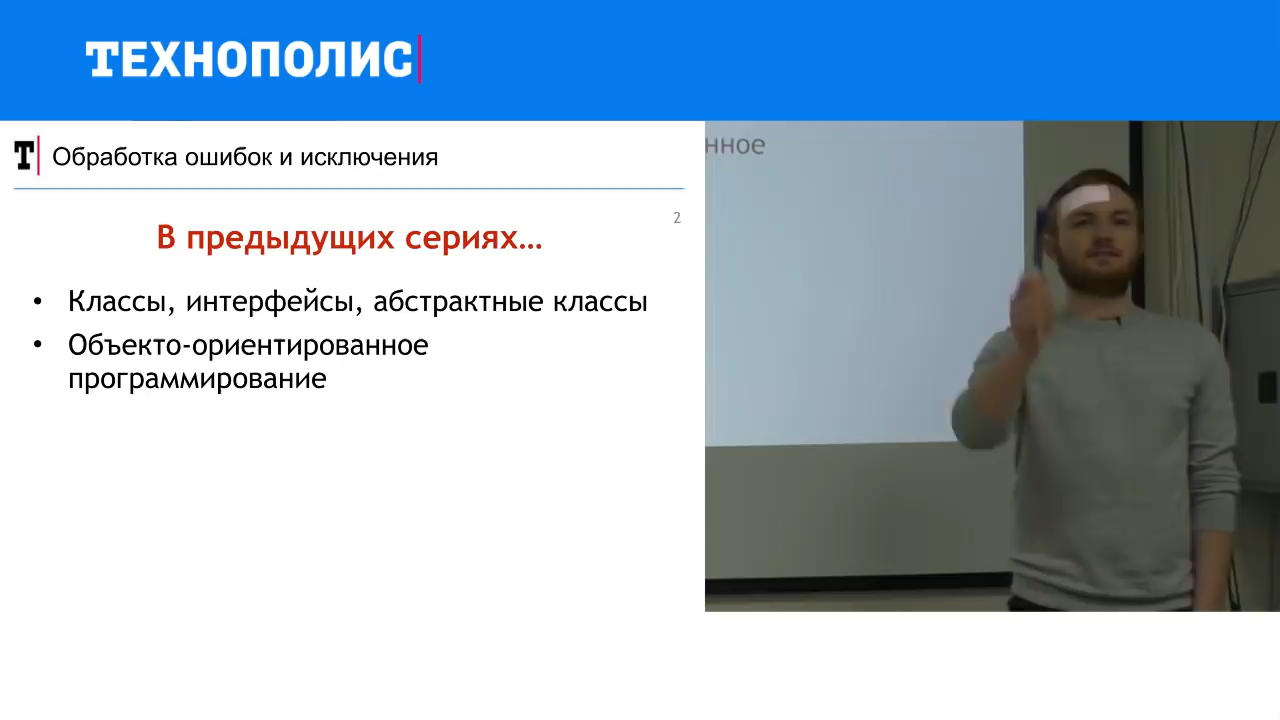 ТЕХНОПОЛИС
Т Обработка ошибок и исключения
2
В предыдущих сериях…
• Классы, интерфейсы, абстрактные классы
• Объекто-ориентированное
программирование
нное